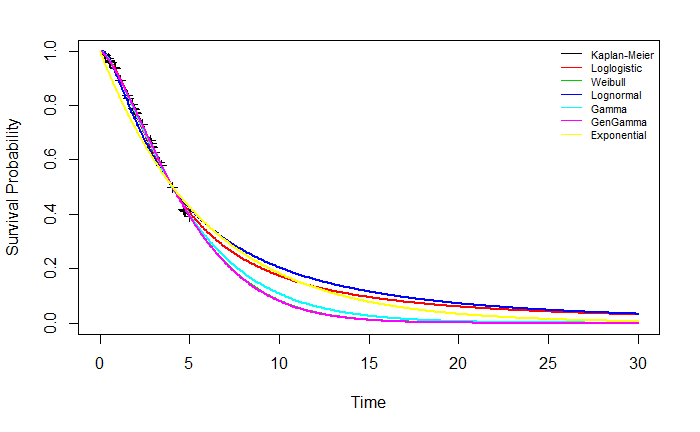 Kaplan-Meier
Loglogistic
Weibull
Lognormal
Gamma
GenGamma
Exponential
Survival Probability
1.0
0.8
0.6
0.4
0.2
0.0
0 5 10 15 20 25 30
Time